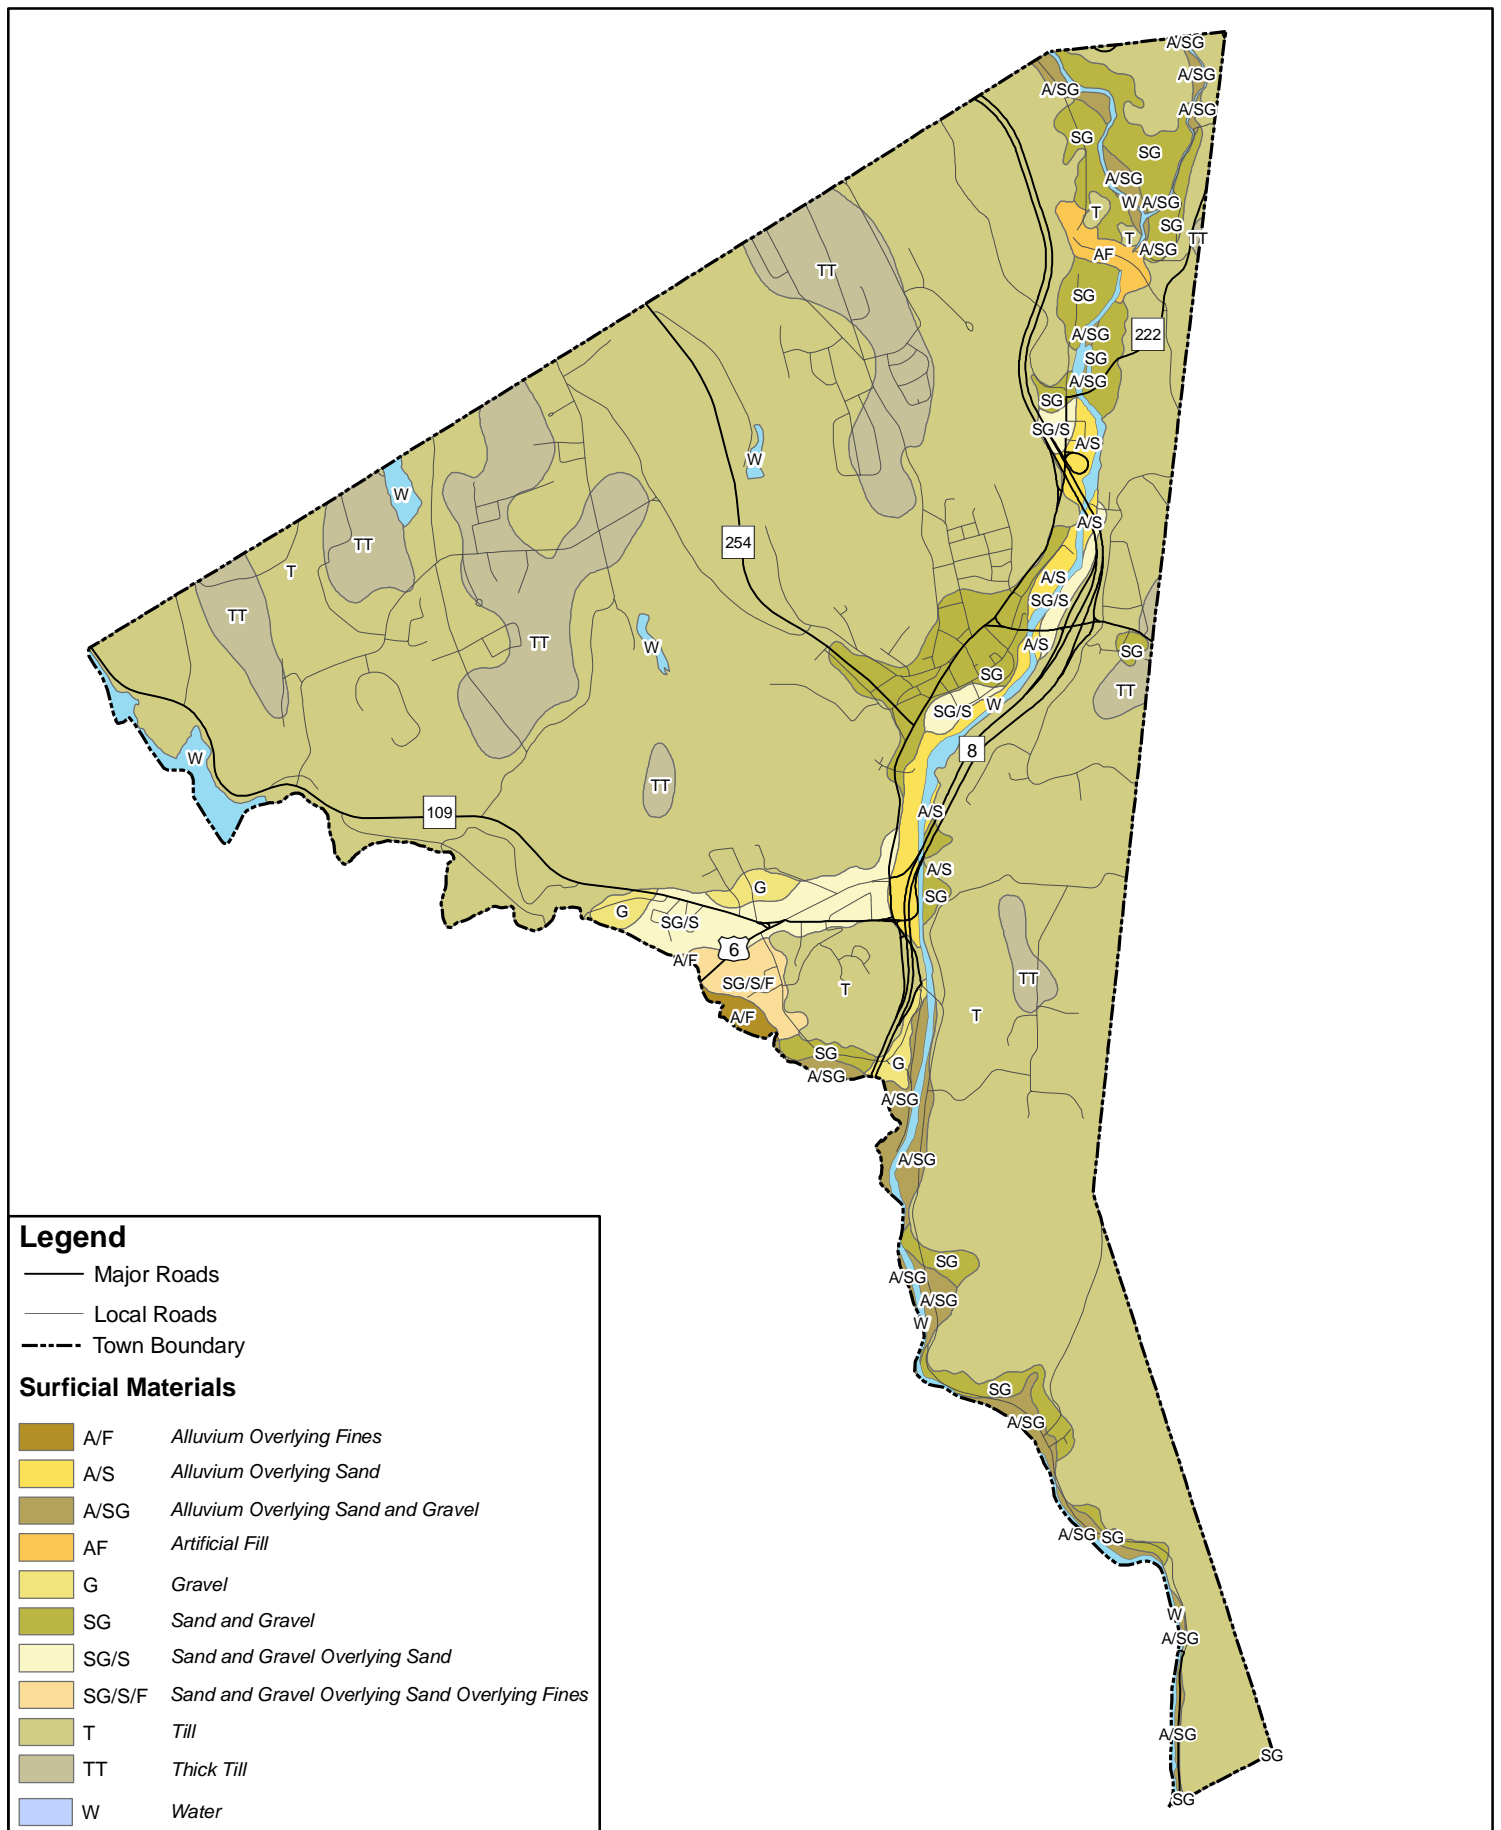 A/SG
A/SG
A/SG
A/SG
SG
SG
A/SG
W
A/SG
T
SG
T
TT
A/SG
AF
TT
SG
222
A/SG
SG
A/SG
SG
SG/S
A/S
W
W
A/S
254
TT
T
A/S
SG/S
TT
TT
A/S
W
SG
SG
TT
W
SG/S
8
W
TT
109
A/S
A/S
G
SG
G
SG/S
6
A/F
TT
SG/S/F
T
T
A/F
SG
G
A/SG
A/SG
A/SG
SG
A/SG
A/SG
W
SG
A/SG
A/SG
SG
W
A/SG
A/SG
SG
SG
Legend
Major Roads
Local Roads
Town Boundary
Surficial Materials
A/F Alluvium Overlying Fines
A/S Alluvium Overlying Sand
A/SG Alluvium Overlying Sand and Gravel
AF Artificial Fill
G Gravel
SG Sand and Gravel
SG/S Sand and Gravel Overlying Sand
SG/S/F Sand and Gravel Overlying Sand Overlying Fines
T Till
TT Thick Till
W Water